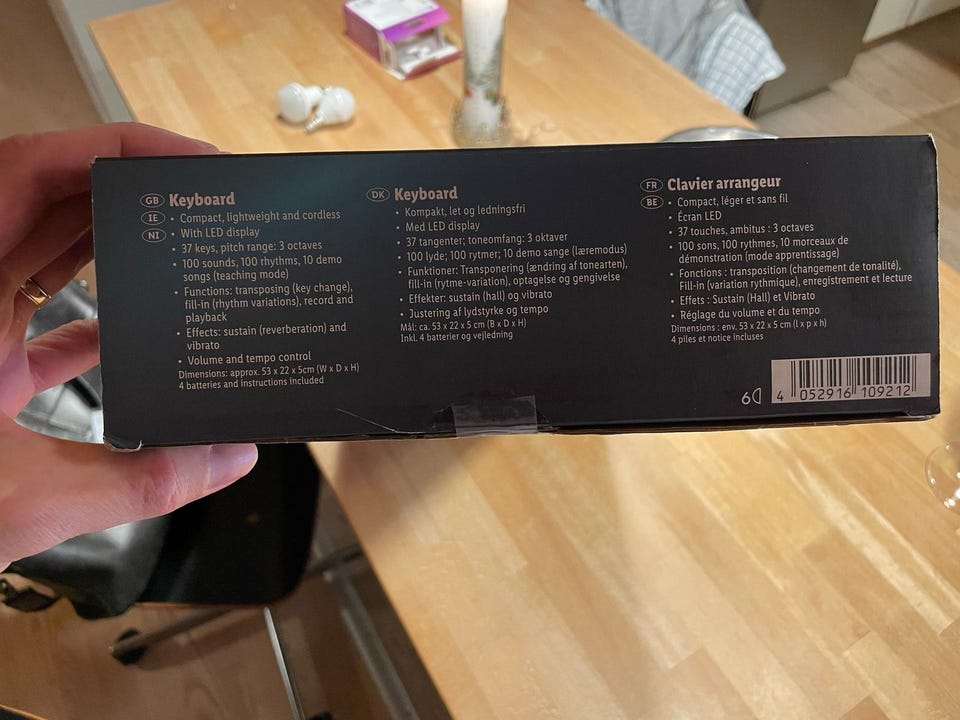 GB Keyboard
IE • Compact, lightweight and cordless
NI • With LED display
• 37 keys, pitch range: 3 octaves
• 100 sounds, 100 rhythms, 10 demo
songs (teaching mode)
• Functions: transposing (key change),
fill-in (rhythm variations), record and
playback
• Effects: sustain (reverberation) and
vibrato
• Volume and tempo control
Dimensions: approx. 53 x 22 x 5cm (W x D x H)
4 batteries and instructions included
DK Keyboard
• Kompakt, let og ledningsfri
• Med LED display
• 37 tangenter; toneomfang: 3 oktaver
• 100 lyde; 100 rytmer; 10 demo sange (læremodus)
• Funktioner: Transponering (ændring af tonearten),
fill-in (rytme-variation), optagelse og gengivelse
• Effekter: sustain (hall) og vibrato
• Justering af lydstyrke og tempo
Mål: ca. 53 x 22 x 5 cm (B x D x H)
Inkl. 4 batterier og vejledning
FR Clavier arrangeur
BE • Compact, léger et sans fil
• Écran LED
• 37 touches, ambitus : 3 octaves
• 100 sons, 100 rythmes, 10 morceaux de
démonstration (mode apprentissage)
• Fonctions : transposition (changement de tonalité),
Fill-in (variation rythmique), enregistrement et lecture
• Effets : Sustain (Hall) et Vibrato
• Réglage du volume et du tempo
Dimensions : env. 53 x 22 x 5 cm (l x p x h)
4 piles et notice incluses
6
4 052916 109212